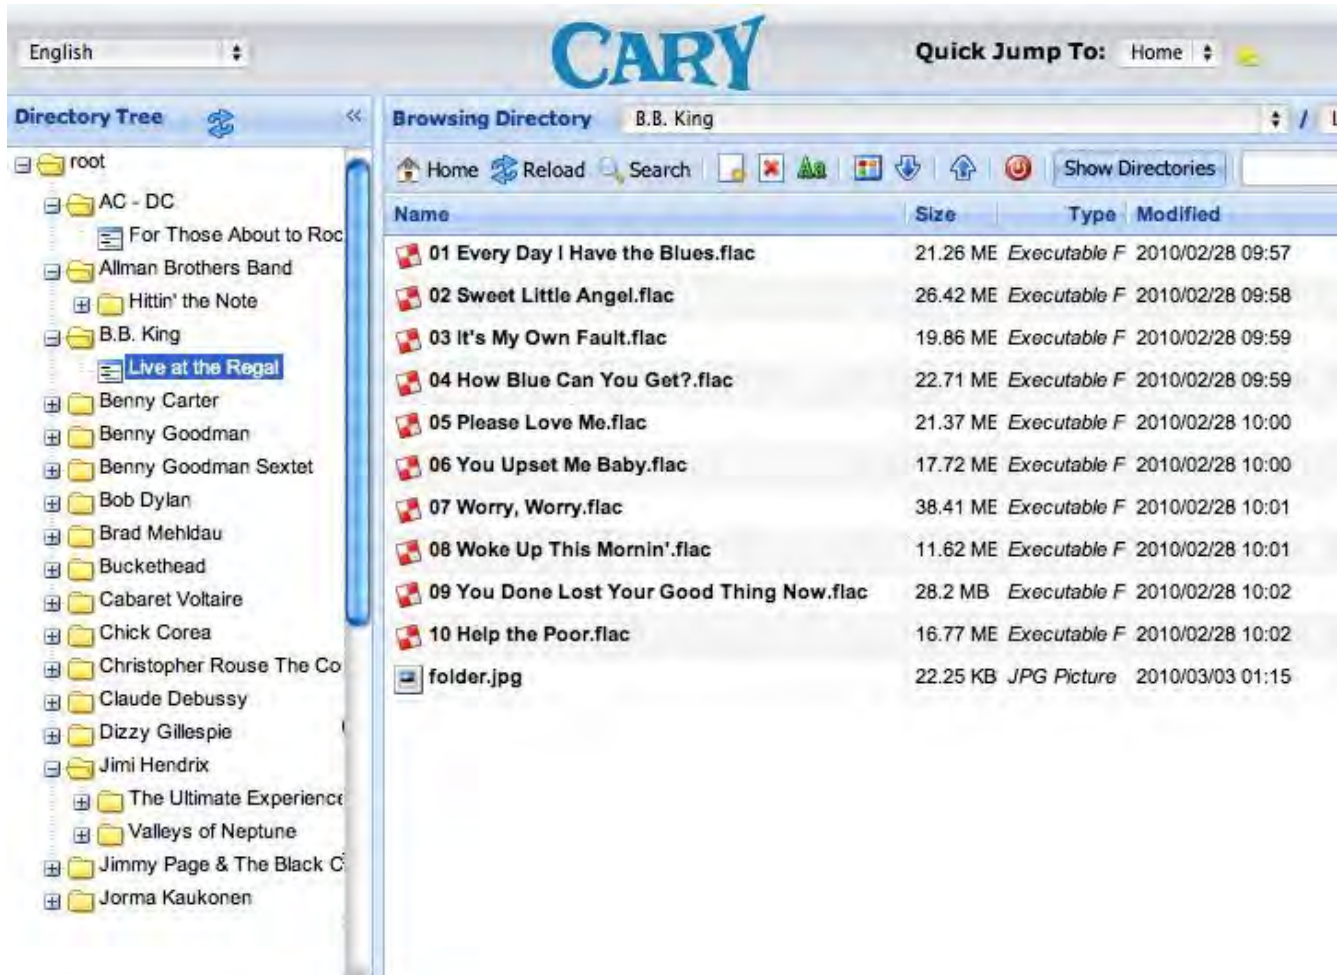 English
CARY
Quick Jump To: Home
Directory Tree
root
AC - DC
For Those About to Roc
Allman Brothers Band
Hittin' the Note
B.B. King
Live at the Regal
Benny Carter
Benny Goodman
Benny Goodman Sextet
Bob Dylan
Brad Mehldau
Buckethead
Cabaret Voltaire
Chick Corea
Christopher Rouse The Co
Claude Debussy
Dizzy Gillespie
Jimi Hendrix
The Ultimate Experience
Valleys of Neptune
Jimmy Page & The Black C
Jorma Kaukonen
Browsing Directory B.B. King / L
Home Reload Search Aa Show Directories
Name Size Type Modified
01 Every Day I Have the Blues.flac 21.26 ME Executable F 2010/02/28 09:57
02 Sweet Little Angel.flac 26.42 ME Executable F 2010/02/28 09:58
03 It's My Own Fault.flac 19.86 ME Executable F 2010/02/28 09:59
04 How Blue Can You Get?.flac 22.71 ME Executable F 2010/02/28 09:59
05 Please Love Me.flac 21.37 ME Executable F 2010/02/28 10:00
06 You Upset Me Baby.flac 17.72 ME Executable F 2010/02/28 10:00
07 Worry, Worry.flac 38.41 ME Executable F 2010/02/28 10:01
08 Woke Up This Mornin'.flac 11.62 ME Executable F 2010/02/28 10:01
09 You Done Lost Your Good Thing Now.flac 28.2 MB Executable F 2010/02/28 10:02
10 Help the Poor.flac 16.77 ME Executable F 2010/02/28 10:02
folder.jpg 22.25 KB JPG Picture 2010/03/03 01:15